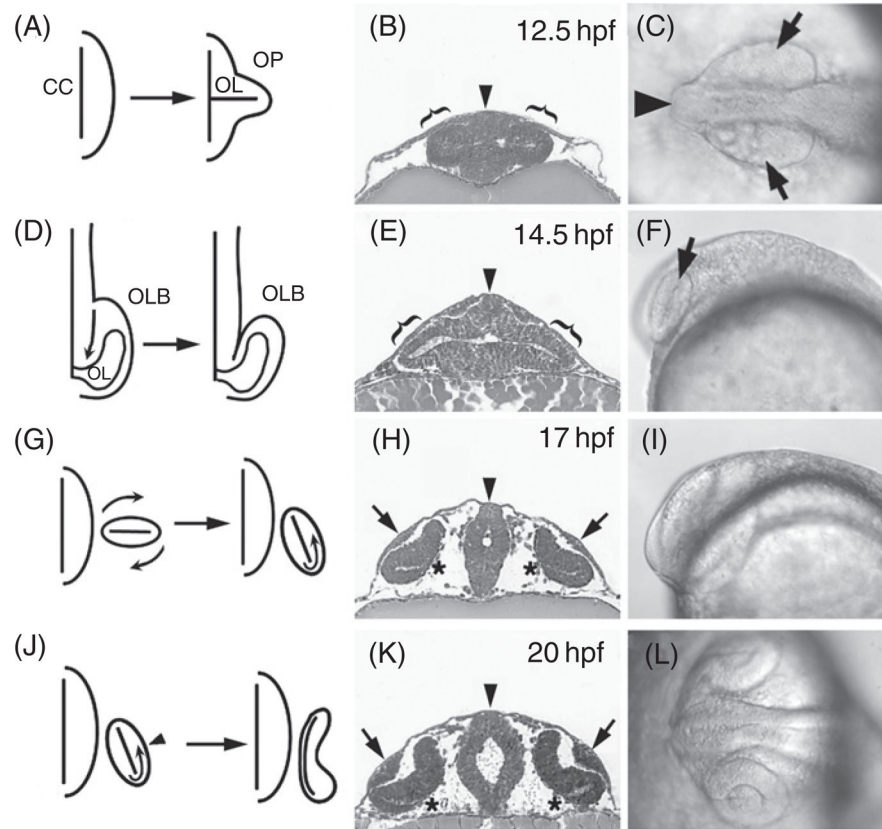 (A)
CC
OL
OP
(B)
12.5 hpf
(C)
(D)
OLB
OL
OLB
(E)
14.5 hpf
(F)
(G)
(H)
17 hpf
*
*
(I)
(J)
(K)
20 hpf
*
*
(L)